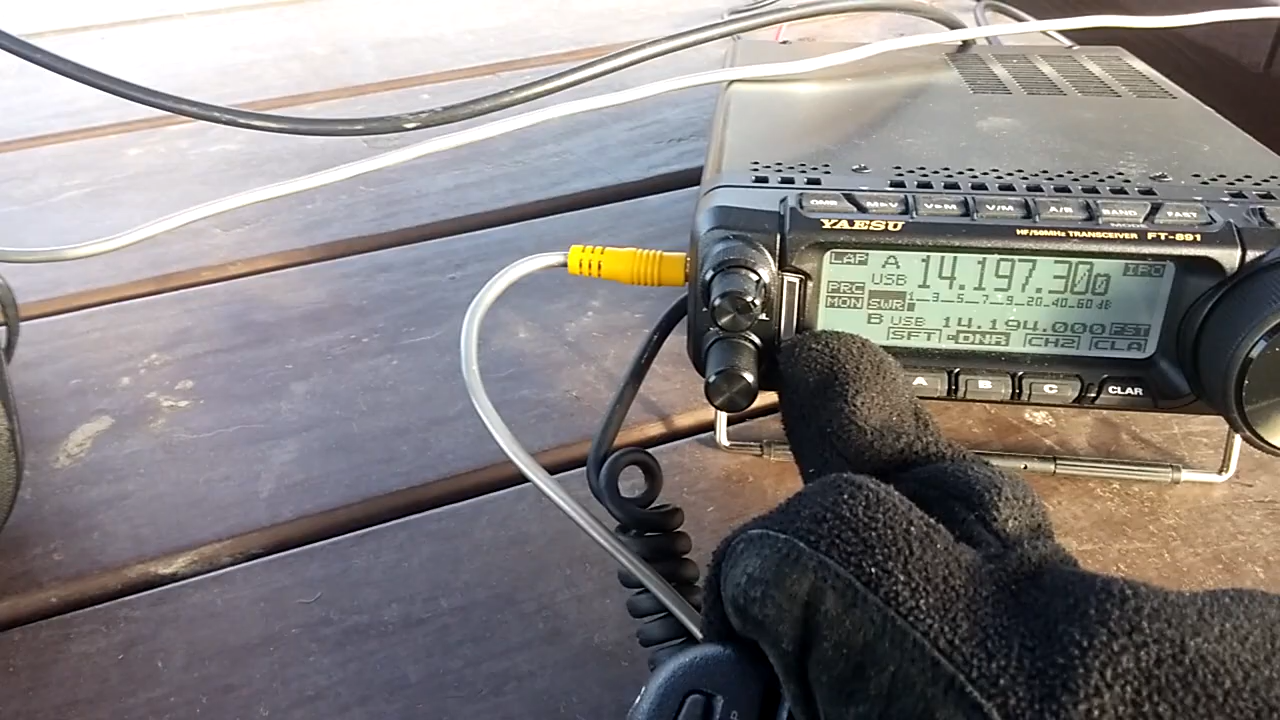 V►M V/M A/B BAND FAST
MODE
YAESU HF/50MHz TRANSCEIVER FT-891
LAP A 14.197.300 IPO
USB
PRC
MON SWR 1 3 5 7 9 20 40 60 dB
B USB 14.194.000 FST
SFT DNR CH2 CLA
A B C CLAR